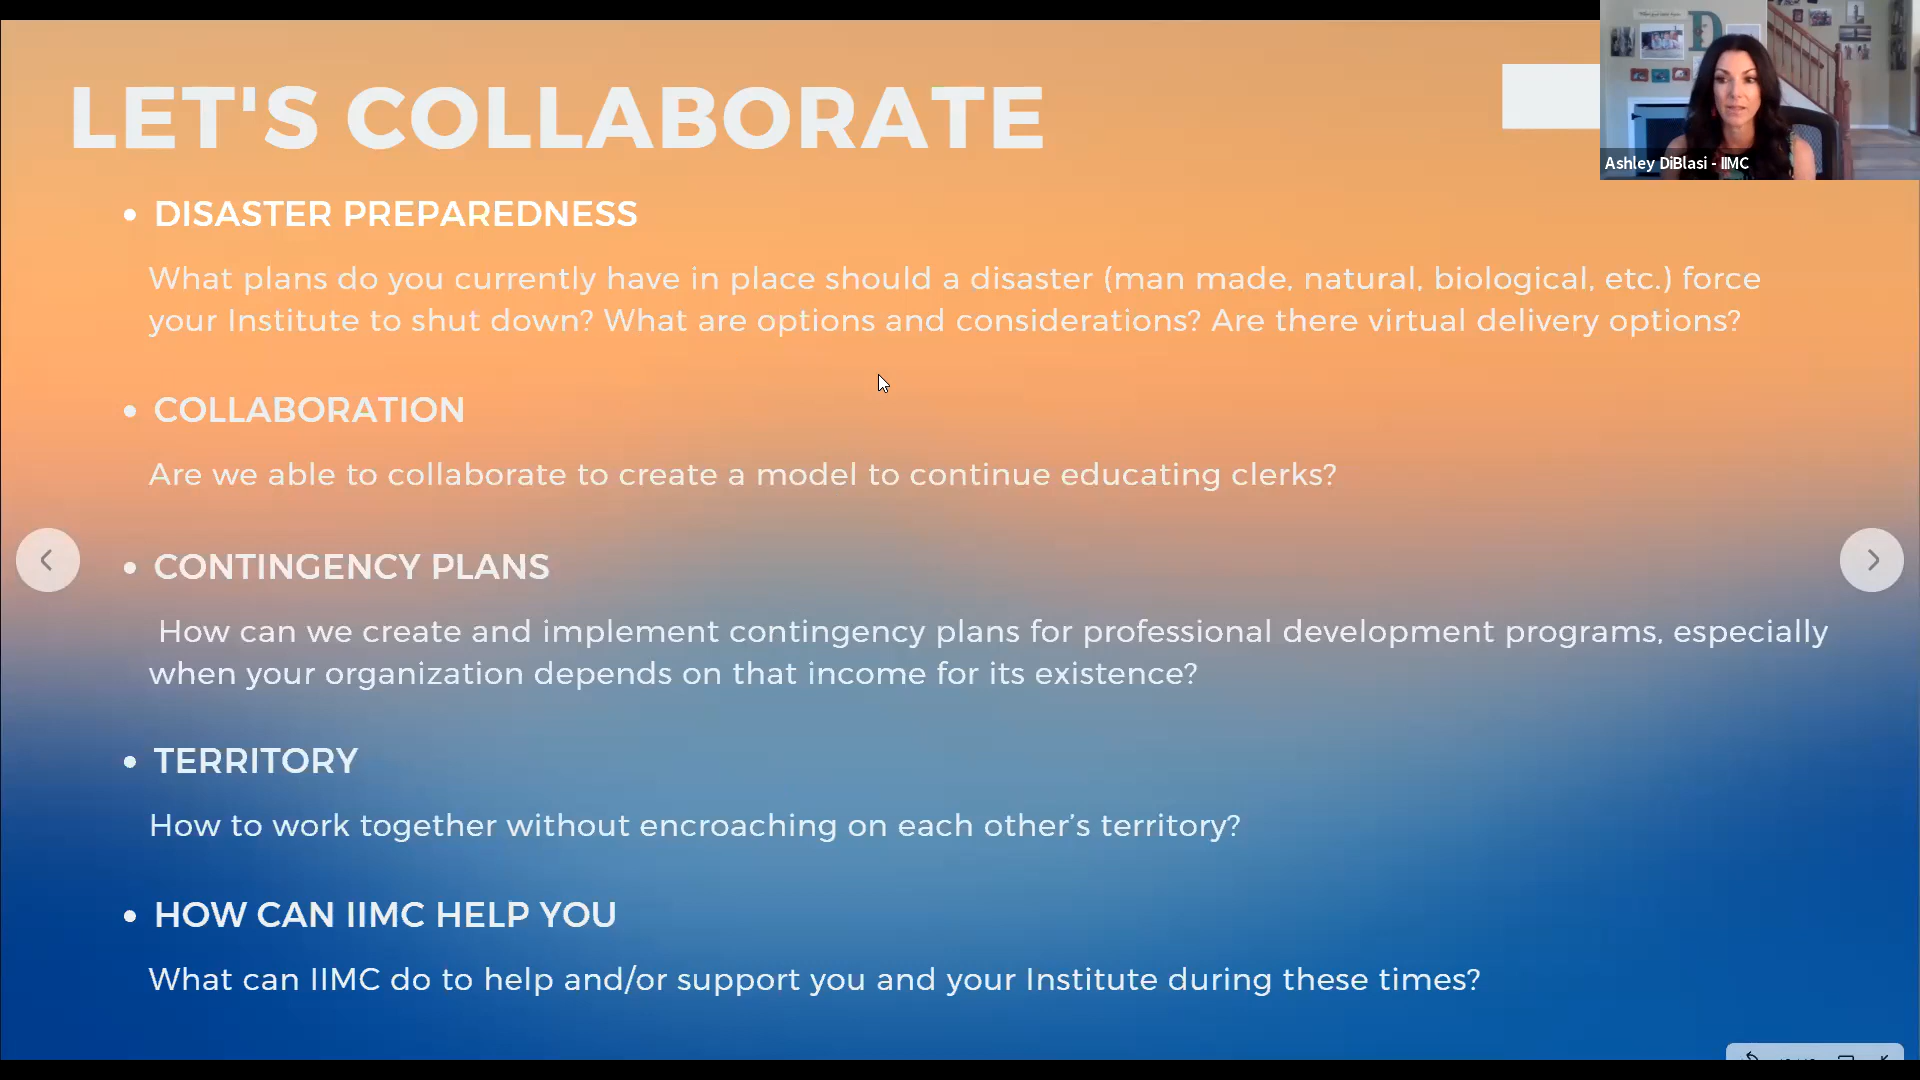 LET'S COLLABORATE
Ashley DiBlasi - IIMC
• DISASTER PREPAREDNESS
What plans do you currently have in place should a disaster (man made, natural, biological, etc.) force
your Institute to shut down? What are options and considerations? Are there virtual delivery options?
• COLLABORATION
Are we able to collaborate to create a model to continue educating clerks?
• CONTINGENCY PLANS
How can we create and implement contingency plans for professional development programs, especially
when your organization depends on that income for its existence?
• TERRITORY
How to work together without encroaching on each other’s territory?
• HOW CAN IIMC HELP YOU
What can IIMC do to help and/or support you and your Institute during these times?